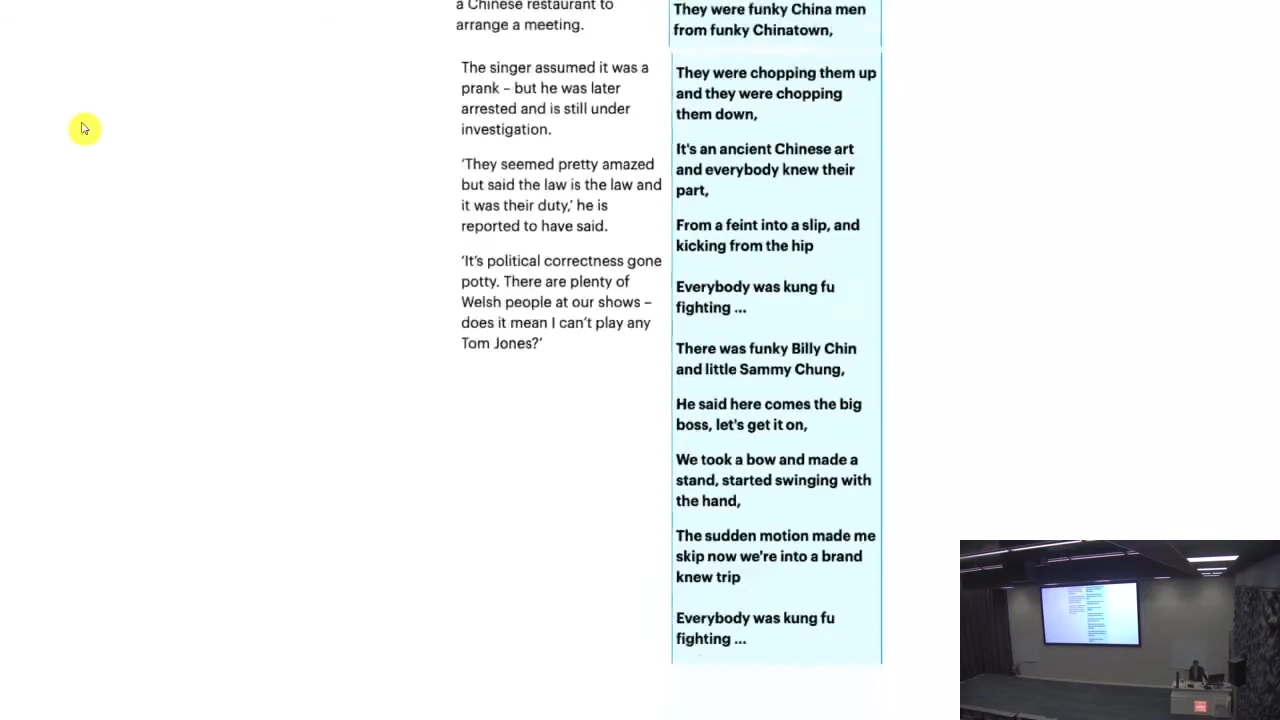 a Chinese restaurant to
arrange a meeting.
The singer assumed it was a
prank – but he was later
arrested and is still under
investigation.
‘They seemed pretty amazed
but said the law is the law and
it was their duty,’ he is
reported to have said.
‘It’s political correctness gone
potty. There are plenty of
Welsh people at our shows –
does it mean I can’t play any
Tom Jones?’
They were funky China men
from funky Chinatown,
They were chopping them up
and they were chopping
them down,
It's an ancient Chinese art
and everybody knew their
part,
From a feint into a slip, and
kicking from the hip
Everybody was kung fu
fighting ...
There was funky Billy Chin
and little Sammy Chung,
He said here comes the big
boss, let's get it on,
We took a bow and made a
stand, started swinging with
the hand,
The sudden motion made me
skip now we're into a brand
knew trip
Everybody was kung fu
fighting ...